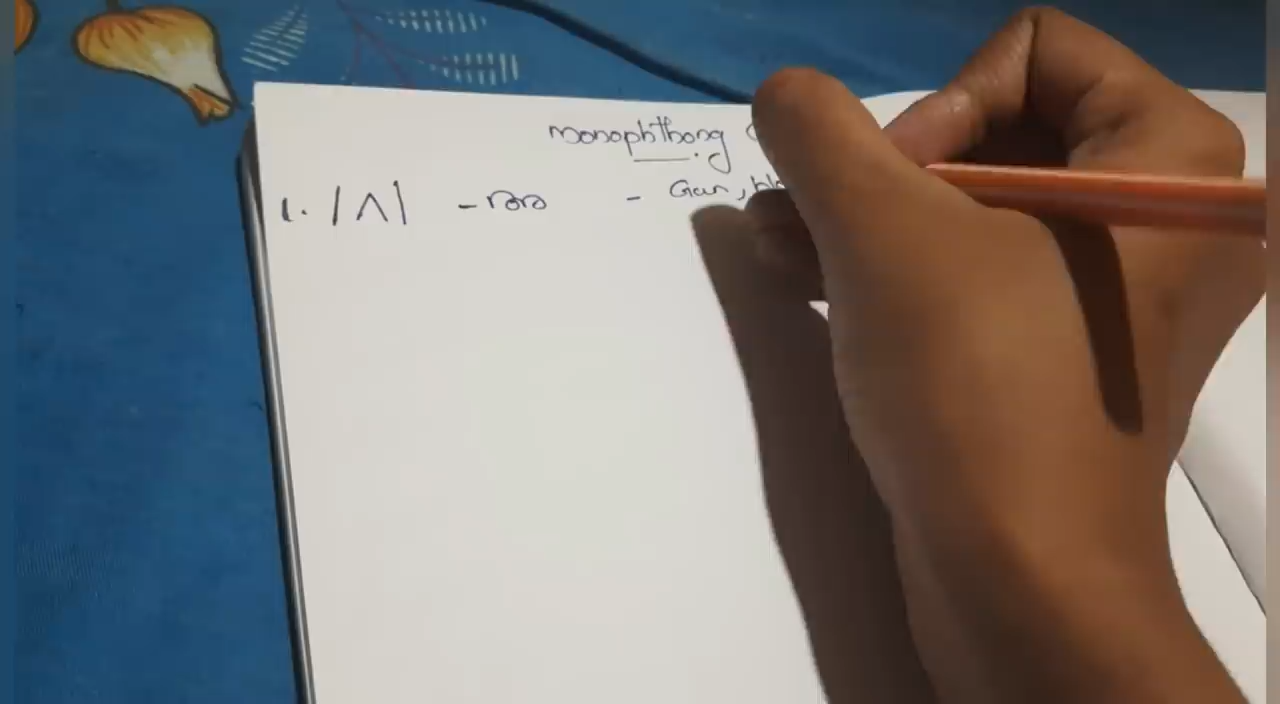 Monophthong
1. /ʌ/ - അ - Gun,